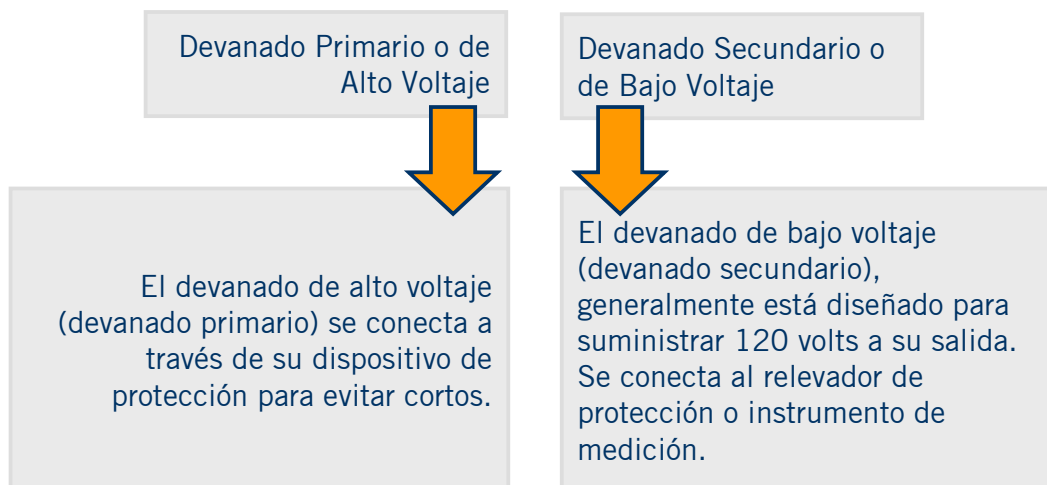 Devanado Primario o de
Alto Voltaje
Devanado Secundario o
de Bajo Voltaje
El devanado de alto voltaje
(devanado primario) se conecta a
través de su dispositivo de
protección para evitar cortos.
El devanado de bajo voltaje
(devanado secundario),
generalmente está diseñado para
suministrar 120 volts a su salida.
Se conecta al relevador de
protección o instrumento de
medición.